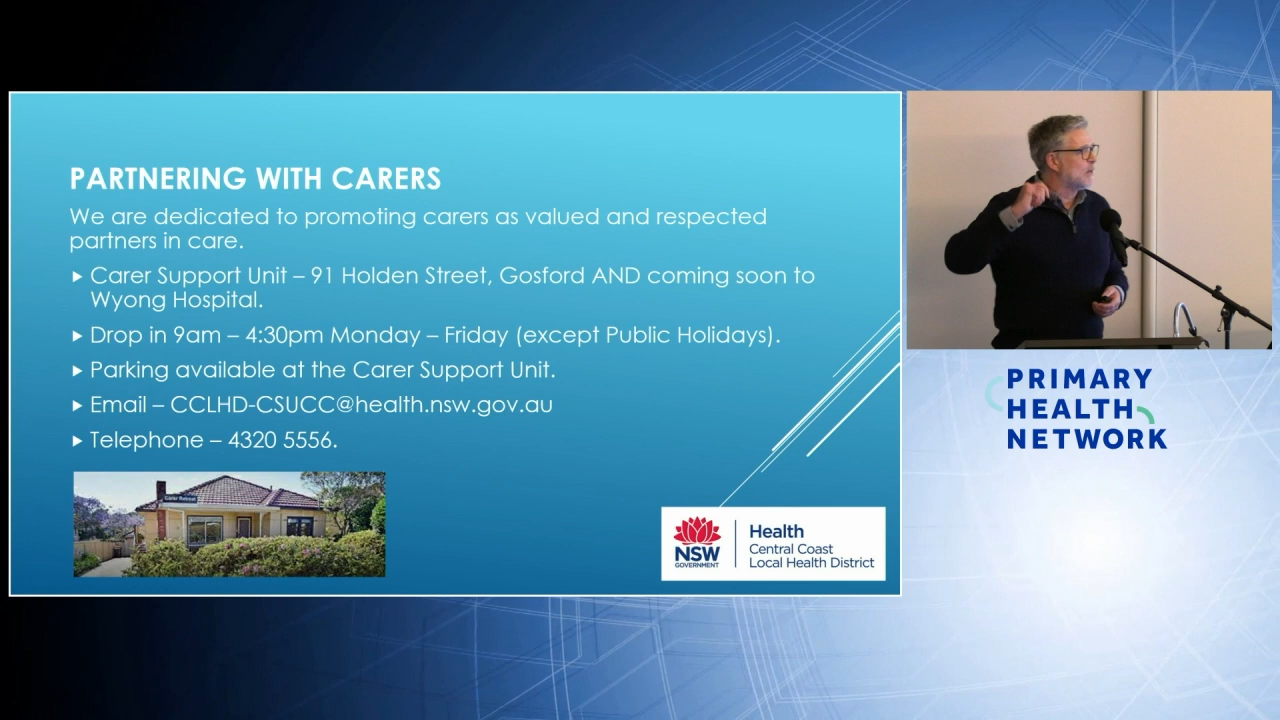 PARTNERING WITH CARERS
We are dedicated to promoting carers as valued and respected
partners in care.
Carer Support Unit – 91 Holden Street, Gosford AND coming soon to
Wyong Hospital.
Drop in 9am – 4:30pm Monday – Friday (except Public Holidays).
Parking available at the Carer Support Unit.
Email – CCLHD-CSUCC@health.nsw.gov.au
Telephone – 4320 5556.
Carer Retreat
NSW
GOVERNMENT
Health
Central Coast
Local Health District
PRIMARY
HEALTH
NETWORK